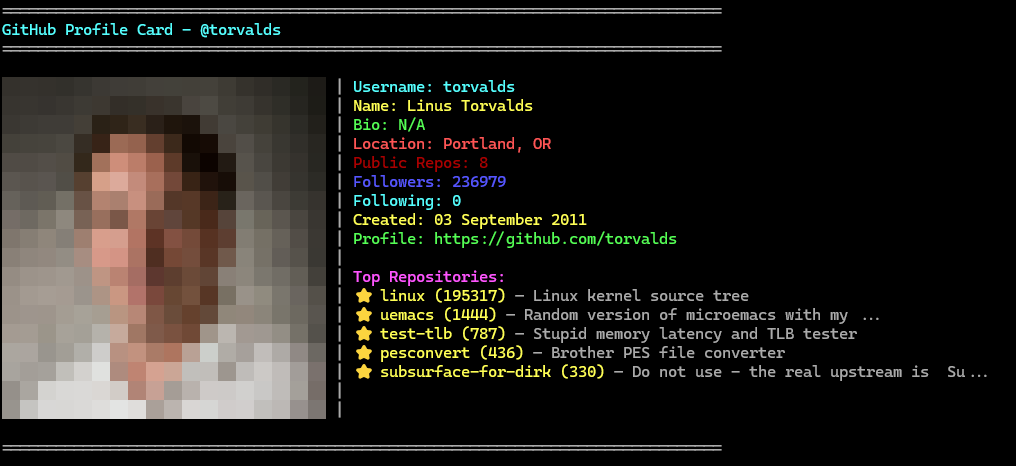 GitHub Profile Card - @torvalds
Username: torvalds
Name: Linus Torvalds
Bio: N/A
Location: Portland, OR
Public Repos: 8
Followers: 236979
Following: 0
Created: 03 September 2011
Profile: https://github.com/torvalds
Top Repositories:
⭐ linux (195317) - Linux kernel source tree
⭐ uemacs (1444) - Random version of microemacs with my ...
⭐ test-tlb (787) - Stupid memory latency and TLB tester
⭐ pesconvert (436) - Brother PES file converter
⭐ subsurface-for-dirk (330) - Do not use - the real upstream is Su...